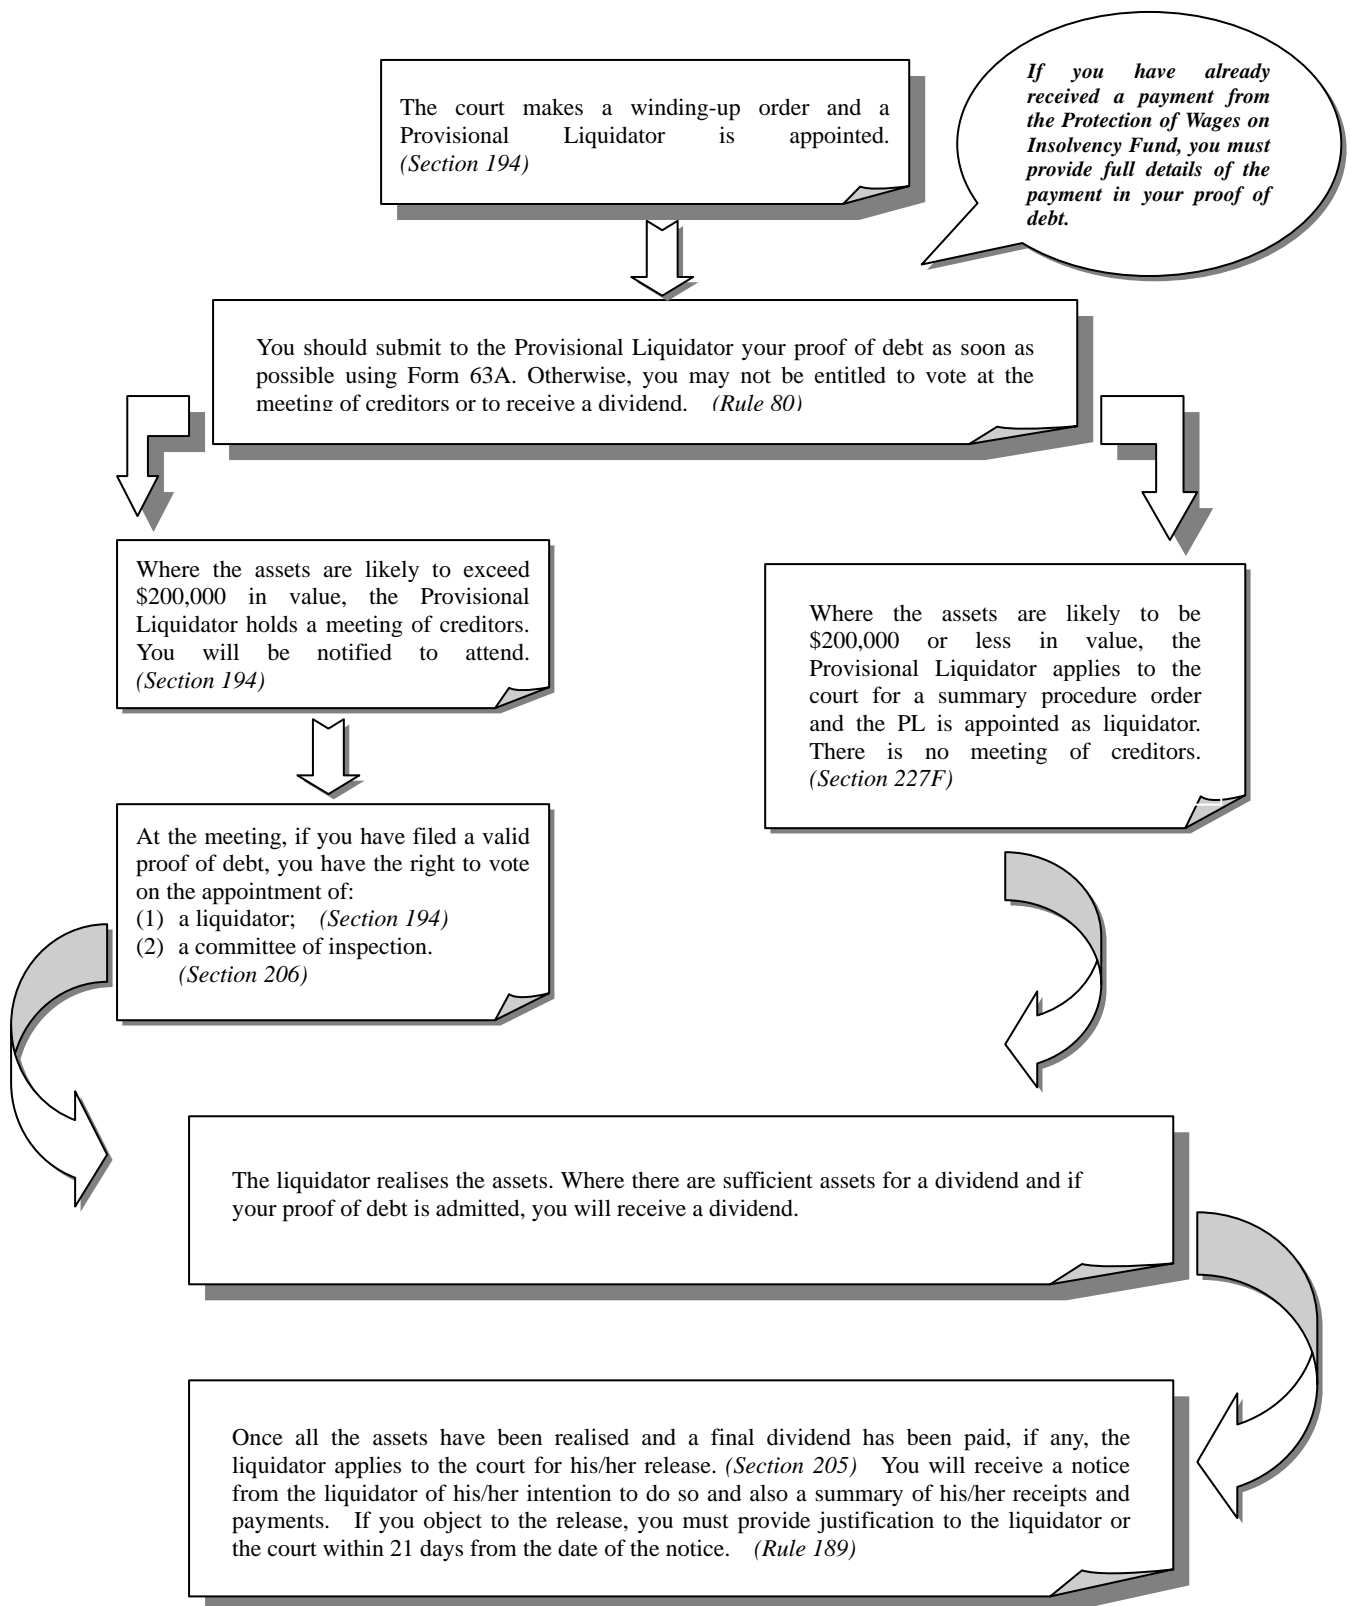 The court makes a winding-up order and a
Provisional Liquidator is appointed.
(Section 194)
If you have already
received a payment from
the Protection of Wages on
Insolvency Fund, you must
provide full details of the
payment in your proof of
debt.
You should submit to the Provisional Liquidator your proof of debt as soon as
possible using Form 63A. Otherwise, you may not be entitled to vote at the
meeting of creditors or to receive a dividend. (Rule 80)
Where the assets are likely to exceed
$200,000 in value, the Provisional
Liquidator holds a meeting of creditors.
You will be notified to attend.
(Section 194)
Where the assets are likely to be
$200,000 or less in value, the
Provisional Liquidator applies to the
court for a summary procedure order
and the PL is appointed as liquidator.
There is no meeting of creditors.
(Section 227F)
At the meeting, if you have filed a valid
proof of debt, you have the right to vote
on the appointment of:
(1) a liquidator; (Section 194)
(2) a committee of inspection.
(Section 206)
The liquidator realises the assets. Where there are sufficient assets for a dividend and if
your proof of debt is admitted, you will receive a dividend.
Once all the assets have been realised and a final dividend has been paid, if any, the
liquidator applies to the court for his/her release. (Section 205) You will receive a notice
from the liquidator of his/her intention to do so and also a summary of his/her receipts and
payments. If you object to the release, you must provide justification to the liquidator or
the court within 21 days from the date of the notice. (Rule 189)